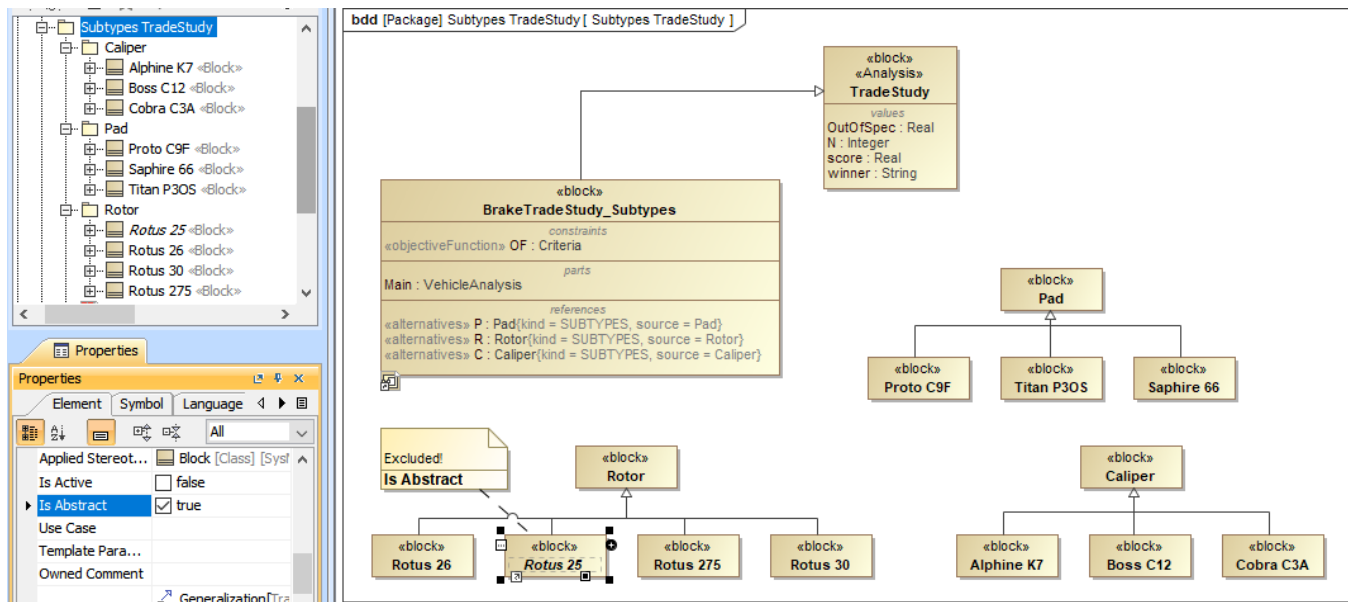 Subtypes TradeStudy
Caliper
Alphine K7 «Block»
Boss C12 «Block»
Cobra C3A «Block»
Pad
Proto C9F «Block»
Saphire 66 «Block»
Titan P3OS «Block»
Rotor
Rotus 25 «Block»
Rotus 26 «Block»
Rotus 30 «Block»
Rotus 275 «Block»
Properties
Properties
Element Symbol Language
All
Applied Stereot... Block [Class] [SysM
Is Active false
Is Abstract true
Use Case
Template Para...
Owned Comment
Generalization[Tra
bdd [Package] Subtypes TradeStudy [ Subtypes TradeStudy ]
«block»
«Analysis»
TradeStudy
values
OutOfSpec : Real
N : Integer
score : Real
winner : String
«block»
BrakeTradeStudy_Subtypes
constraints
«objectiveFunction» OF : Criteria
parts
Main : VehicleAnalysis
references
«alternatives» P : Pad{kind = SUBTYPES, source = Pad}
«alternatives» R : Rotor{kind = SUBTYPES, source = Rotor}
«alternatives» C : Caliper{kind = SUBTYPES, source = Caliper}
«block»
Pad
«block»
Proto C9F
«block»
Titan P3OS
«block»
Saphire 66
Excluded!
Is Abstract
«block»
Rotor
«block»
Rotus 26
«block»
Rotus 25
«block»
Rotus 275
«block»
Rotus 30
«block»
Caliper
«block»
Alphine K7
«block»
Boss C12
«block»
Cobra C3A